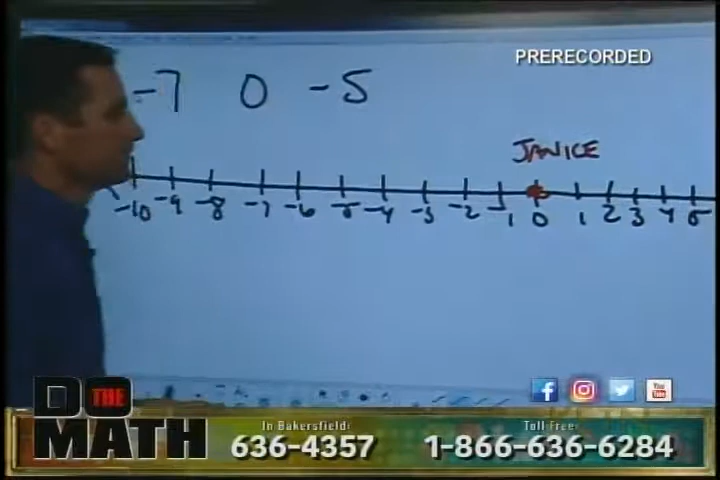 PRERECORDED
-7 0 -5
JANICE
-10 -9 -8 -7 -6 -5 -4 -3 -2 -1 0 1 2 3 4 5
DO THE MATH
In Bakersfield: 636-4357
Toll Free: 1-866-636-6284